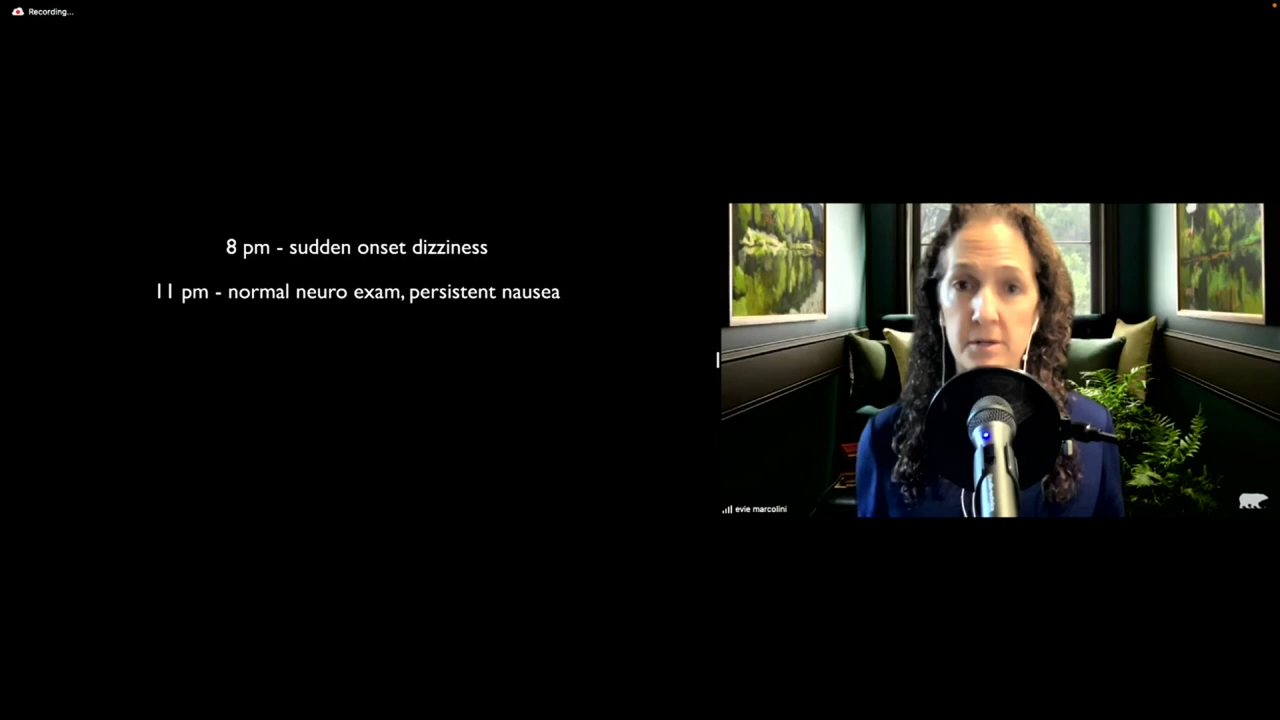 Recording...
8 pm - sudden onset dizziness
11 pm - normal neuro exam, persistent nausea
evie marcolini